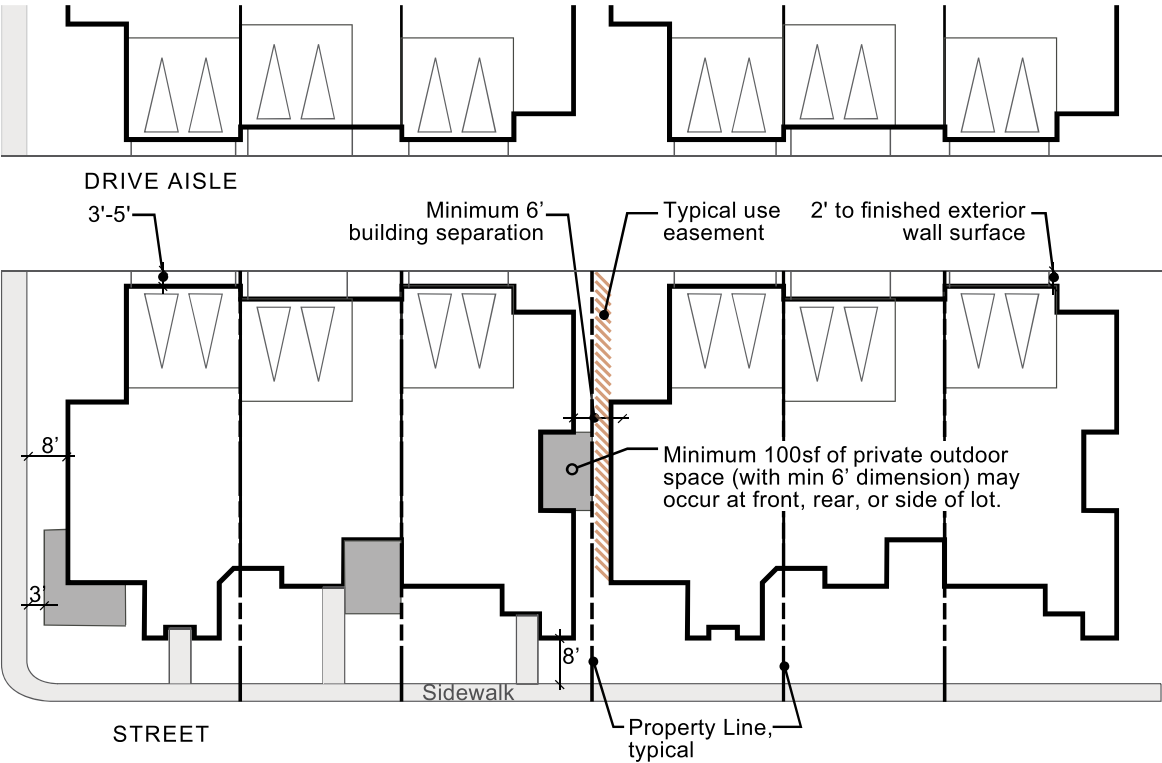 DRIVE AISLE
3'-5'
Minimum 6’
building separation
Typical use
easement
2' to finished exterior
wall surface
8’
Minimum 100sf of private outdoor
space (with min 6’ dimension) may
occur at front, rear, or side of lot.
3’
8’
Sidewalk
STREET
Property Line,
typical